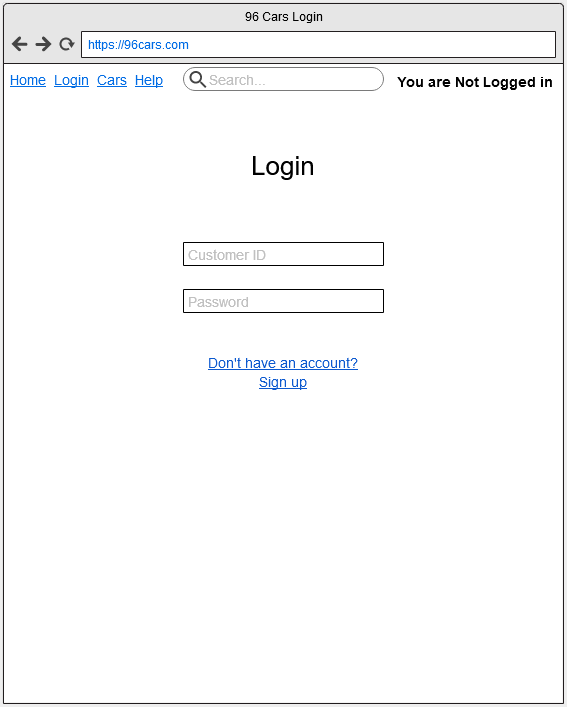 96 Cars Login
https://96cars.com
Home Login Cars Help Search... You are Not Logged in
Login
Customer ID
Password
Don't have an account?
Sign up